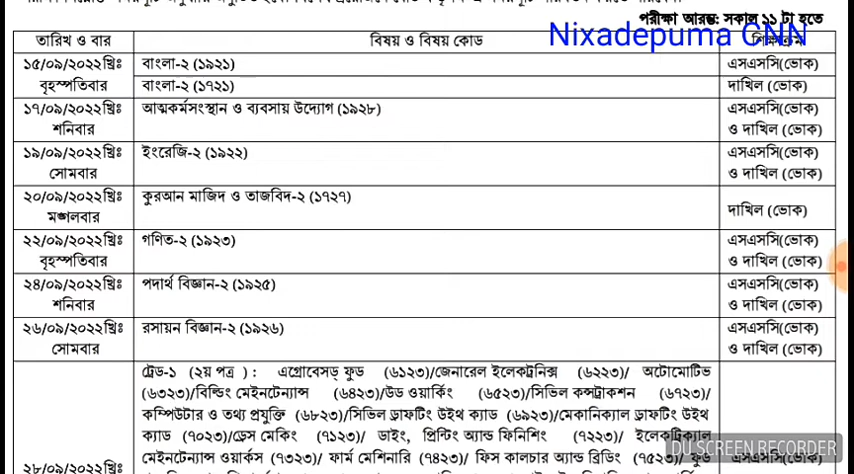 পরীক্ষা আরম্ভ: সকাল ১১ টা হতে
তারিখ ও বার বিষয় ও বিষয় কোড
Nixadepuma CNN
১৫/০৯/২০২২খ্রিঃ বাংলা-২ (১৯২১) এসএসসি(ভোক)
বৃহস্পতিবার বাংলা-২ (১৭২১) দাখিল (ভোক)
১৭/০৯/২০২২খ্রিঃ আত্মকর্মসংস্থান ও ব্যবসায় উদ্যোগ (১৯২৮) এসএসসি(ভোক)
শনিবার ও দাখিল (ভোক)
১৯/০৯/২০২২খ্রিঃ ইংরেজি-২ (১৯২২) এসএসসি(ভোক)
সোমবার ও দাখিল (ভোক)
২০/০৯/২০২২খ্রিঃ কুরআন মাজিদ ও তাজবিদ-২ (১৭২৭)
মঙ্গলবার দাখিল (ভোক)
২২/০৯/২০২২খ্রিঃ গণিত-২ (১৯২৩) এসএসসি(ভোক)
বৃহস্পতিবার ও দাখিল (ভোক)
২৪/০৯/২০২২খ্রিঃ পদার্থ বিজ্ঞান-২ (১৯২৫) এসএসসি(ভোক)
শনিবার ও দাখিল (ভোক)
২৬/০৯/২০২২খ্রিঃ রসায়ন বিজ্ঞান-২ (১৯২৬) এসএসসি(ভোক)
সোমবার ও দাখিল (ভোক)
ট্রেড-১ (২য় পত্র) : এগ্রোবেসড্ ফুড (৬১২৩)/জেনারেল ইলেকট্রনিক্স (৬২২৩)/ অটোমোটিভ
(৬৩২৩)/বিল্ডিং মেইনটেন্যান্স (৬৪২৩)/উড ওয়ার্কিং (৬৫২৩)/সিভিল কন্সট্রাকশন (৬৭২৩)/
কম্পিউটার ও তথ্য প্রযুক্তি (৬৮২৩)/সিভিল ড্রাফটিং উইথ ক্যাড (৬৯২৩)/মেকানিক্যাল ড্রাফটিং উইথ
ক্যাড (৭০২৩)/ড্রেস মেকিং (৭১২৩)/ ডাইং, প্রিন্টিং অ্যান্ড ফিনিশিং (৭২২৩)/ ইলেকট্রিক্যাল
DU SCREEN RECORDER
২৮/০৯/২০২২খ্রিঃ মেইনটেন্যান্স ওয়ার্কস (৭৩২৩)/ ফার্ম মেশিনারি (৭৪২৩)/ ফিস কালচার অ্যান্ড ব্রিডিং (৭৫২৩)/ ফুড এসএসসি(ভোক)